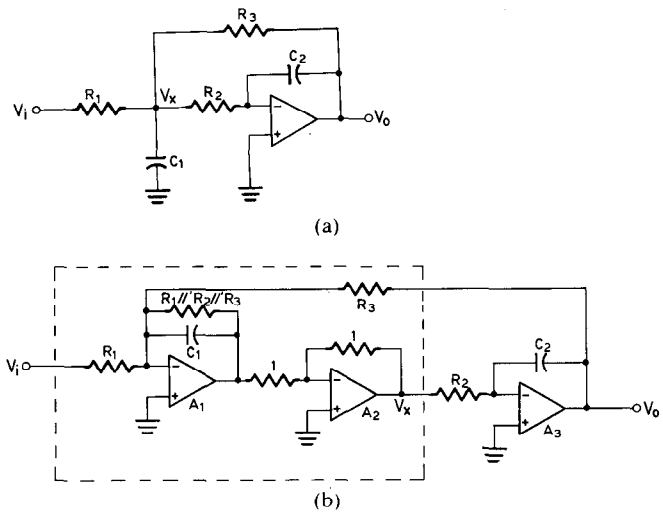 R3
C2
Vi R1 Vx R2 - + Vo
C1
(a)
R1//R2//R3
R3
C1
1
C2
Vi R1 - + A1 1 - + A2 Vx R2 - + A3 Vo
(b)